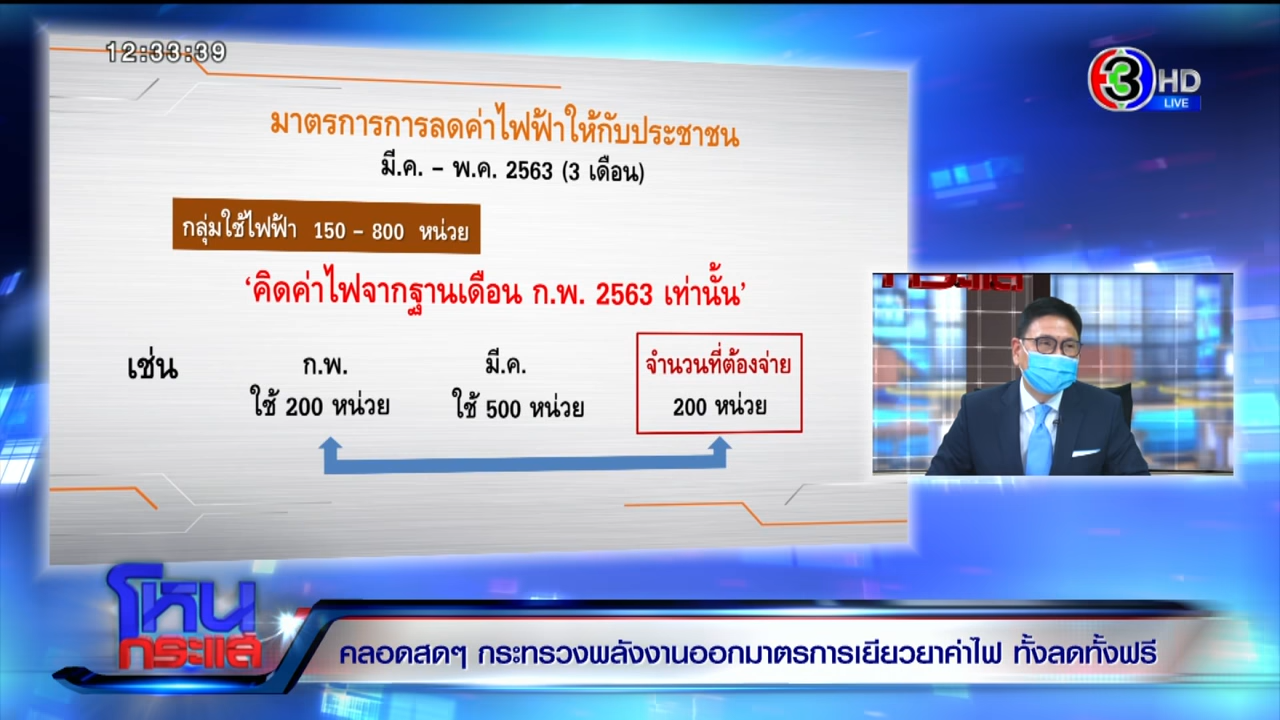 12:33:39
3 HD
LIVE
มาตรการการลดค่าไฟฟ้าให้กับประชาชน
มี.ค. – พ.ค. 2563 (3 เดือน)
กลุ่มใช้ไฟฟ้า 150 – 800 หน่วย
‘คิดค่าไฟจากฐานเดือน ก.พ. 2563 เท่านั้น’
เช่น ก.พ. มี.ค. จำนวนที่ต้องจ่าย
ใช้ 200 หน่วย ใช้ 500 หน่วย 200 หน่วย
โหน
กระแส
คลอดสดๆ กระทรวงพลังงานออกมาตรการเยียวยาค่าไฟ ทั้งลดทั้งฟรี